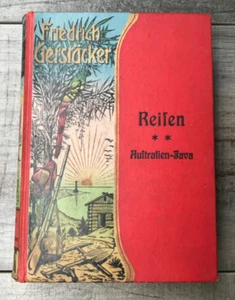 Friedrich
Gerstäcker
Reisen
* *
Australien-Java